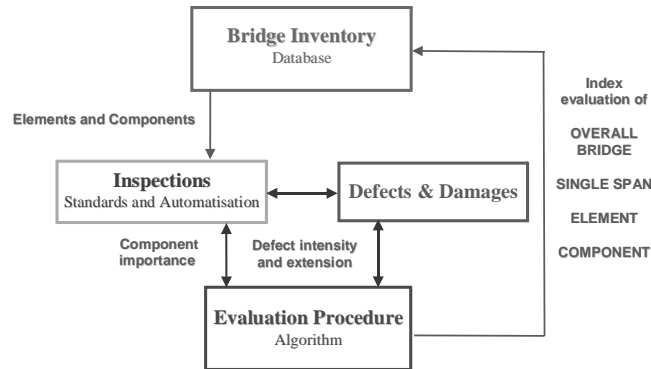 Bridge Inventory
Database
Elements and Components
Index
evaluation of
OVERALL
BRIDGE
SINGLE SPAN
ELEMENT
COMPONENT
Inspections
Standards and Automatisation
Defects & Damages
Component
importance
Defect intensity
and extension
Evaluation Procedure
Algorithm